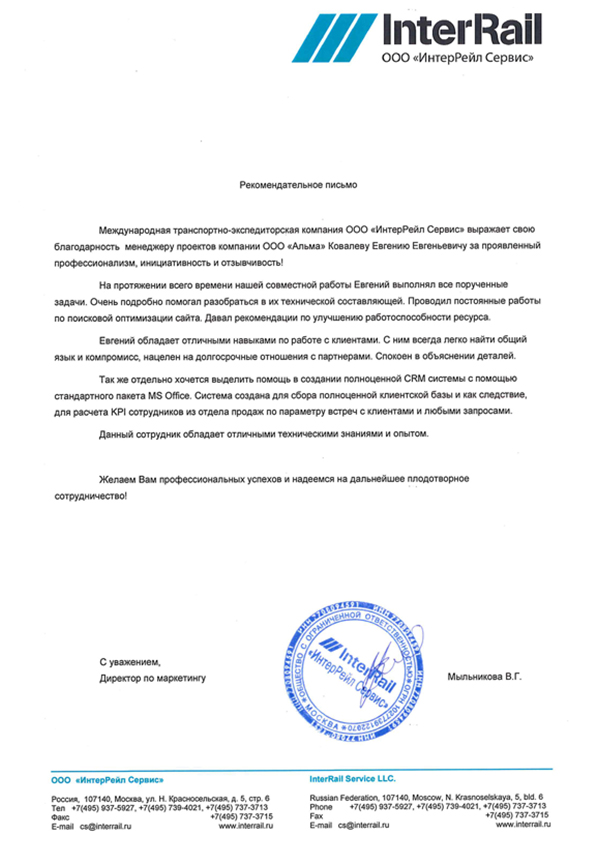 InterRail
ООО «ИнтерРейл Сервис»
Рекомендательное письмо
Международная транспортно-экспедиторская компания ООО «ИнтерРейл Сервис» выражает свою
благодарность менеджеру проектов компании ООО «Альма» Ковалеву Евгению Евгеньевичу за проявленный
профессионализм, инициативность и отзывчивость!
На протяжении всего времени нашей совместной работы Евгений выполнял все порученные
задачи. Очень подробно помогал разобраться в их технической составляющей. Проводил постоянные работы
по поисковой оптимизации сайта. Давал рекомендации по улучшению работоспособности ресурса.
Евгений обладает отличными навыками по работе с клиентами. С ним всегда легко найти общий
язык и компромисс, нацелен на долгосрочные отношения с партнерами. Спокоен в объяснении деталей.
Так же отдельно хочется выделить помощь в создании полноценной CRM системы с помощью
стандартного пакета MS Office. Система создана для сбора полноценной клиентской базы и как следствие,
для расчета KPI сотрудников из отдела продаж по параметру встреч с клиентами и любыми запросами.
Данный сотрудник обладает отличными техническими знаниями и опытом.
Желаем Вам профессиональных успехов и надеемся на дальнейшее плодотворное
сотрудничество!
ОБЩЕСТВО С ОГРАНИЧЕННОЙ ОТВЕТСТВЕННОСТЬЮ
InterRail
«ИнтерРейл Сервис»
МОСКВА
С уважением,
Директор по маркетингу
Мыльникова В.Г.
ООО «ИнтерРейл Сервис»
Россия, 107140, Москва, ул. Н. Красносельская, д. 5, стр. 6
Тел +7(495) 937-5927, +7(495) 739-4021, +7(495) 737-3713
Факс +7(495) 737-3715
E-mail cs@interrail.ru www.interrail.ru
InterRail Service LLC.
Russian Federation, 107140, Moscow, N. Krasnoselskaya, 5, bld. 6
Phone +7(495) 937-5927, +7(495) 739-4021, +7(495) 737-3713
Fax +7(495) 737-3715
E-mail cs@interrail.ru www.interrail.ru